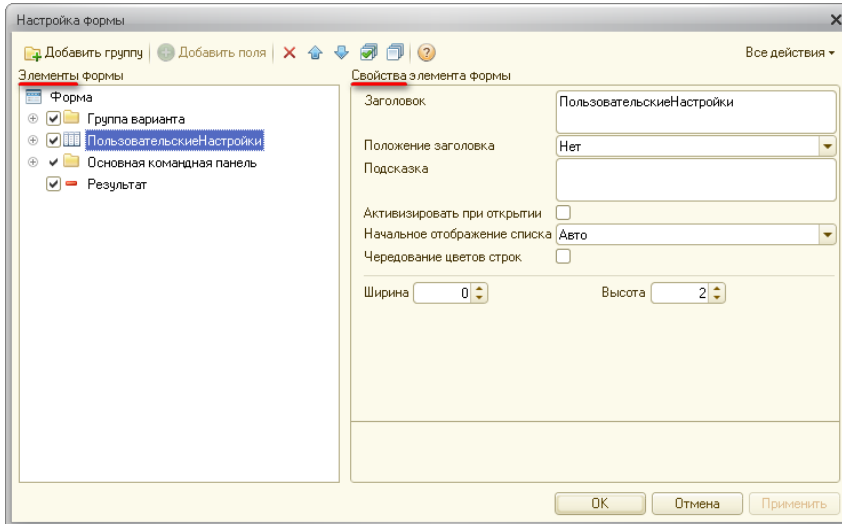 Настройка формы
Добавить группу Добавить поля Все действия
Элементы формы
Свойства элемента формы
Форма
Группа варианта
ПользовательскиеНастройки
Основная командная панель
Результат
Заголовок ПользовательскиеНастройки
Положение заголовка Нет
Подсказка
Активизировать при открытии
Начальное отображение списка Авто
Чередование цветов строк
Ширина 0 Высота 2
OK Отмена Применить